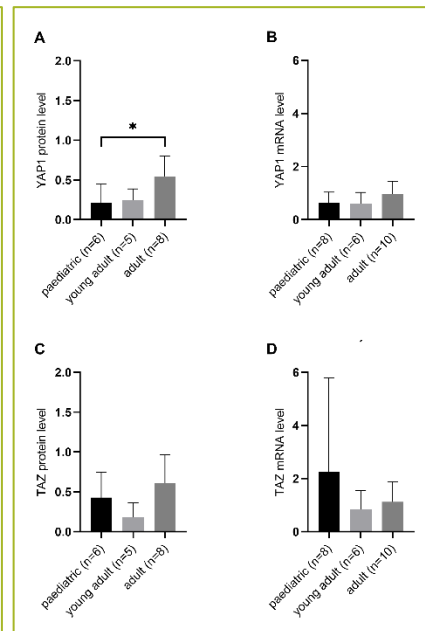 A
YAP1 protein level
2.0
1.5
1.0
0.5
0.0
*
paediatric (n=6)
young adult (n=5)
adult (n=8)
B
YAP1 mRNA level
6
4
2
0
paediatric (n=8)
young adult (n=6)
adult (n=10)
C
TAZ protein level
2.0
1.5
1.0
0.5
0.0
paediatric (n=6)
young adult (n=5)
adult (n=8)
D
TAZ mRNA level
6
4
2
0
paediatric (n=8)
young adult (n=6)
adult (n=10)